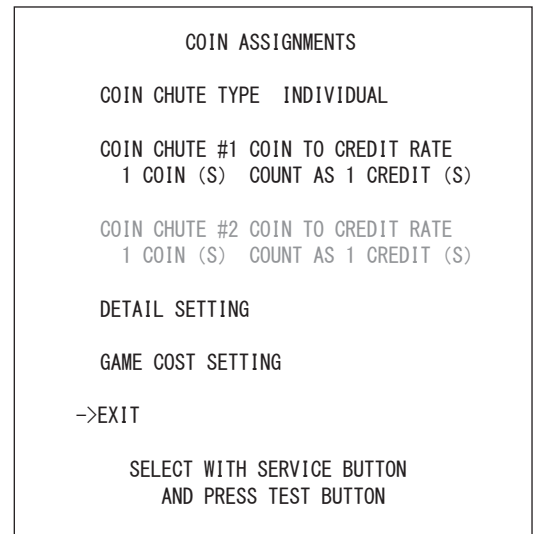 COIN ASSIGNMENTS
COIN CHUTE TYPE INDIVIDUAL
COIN CHUTE #1 COIN TO CREDIT RATE
1 COIN (S) COUNT AS 1 CREDIT (S)
COIN CHUTE #2 COIN TO CREDIT RATE
1 COIN (S) COUNT AS 1 CREDIT (S)
DETAIL SETTING
GAME COST SETTING
->EXIT
SELECT WITH SERVICE BUTTON
AND PRESS TEST BUTTON